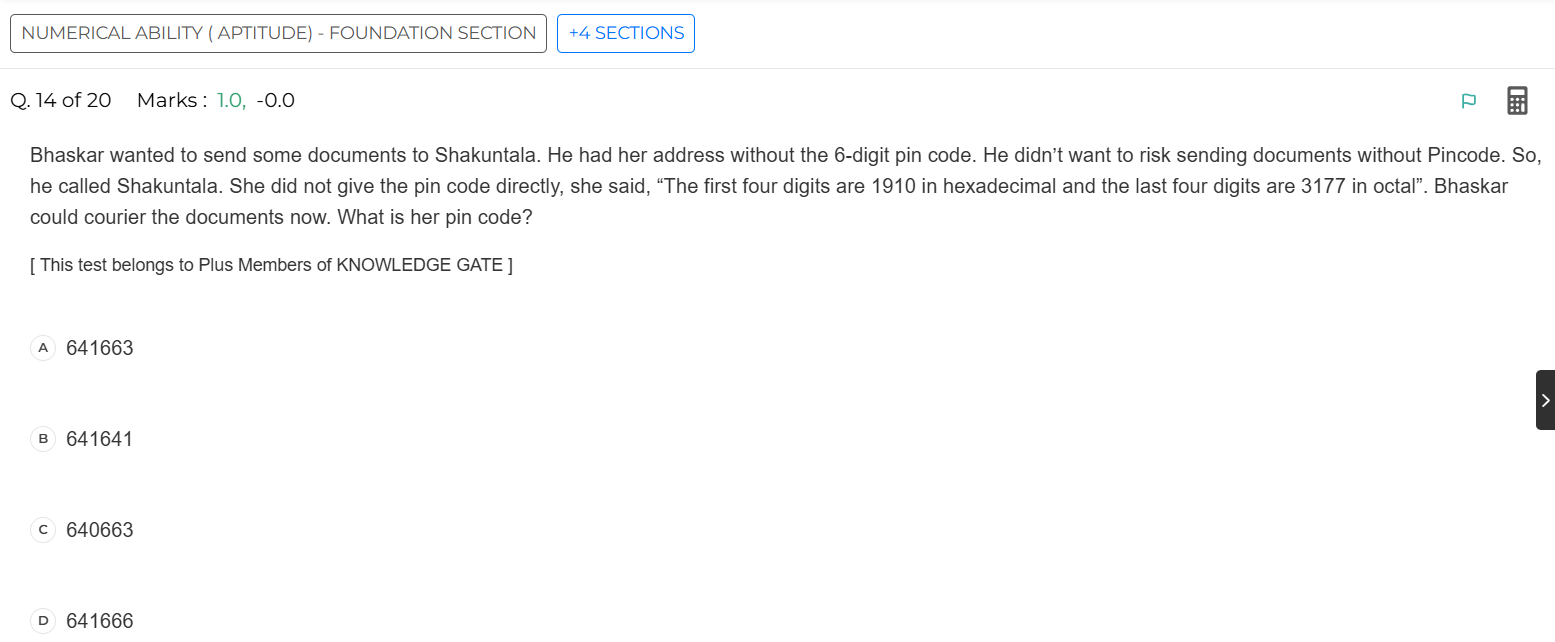 NUMERICAL ABILITY ( APTITUDE) - FOUNDATION SECTION +4 SECTIONS
Q. 14 of 20 Marks : 1.0, -0.0
Bhaskar wanted to send some documents to Shakuntala. He had her address without the 6-digit pin code. He didn’t want to risk sending documents without Pincode. So,
he called Shakuntala. She did not give the pin code directly, she said, “The first four digits are 1910 in hexadecimal and the last four digits are 3177 in octal”. Bhaskar
could courier the documents now. What is her pin code?
[ This test belongs to Plus Members of KNOWLEDGE GATE ]
A 641663
B 641641
C 640663
D 641666